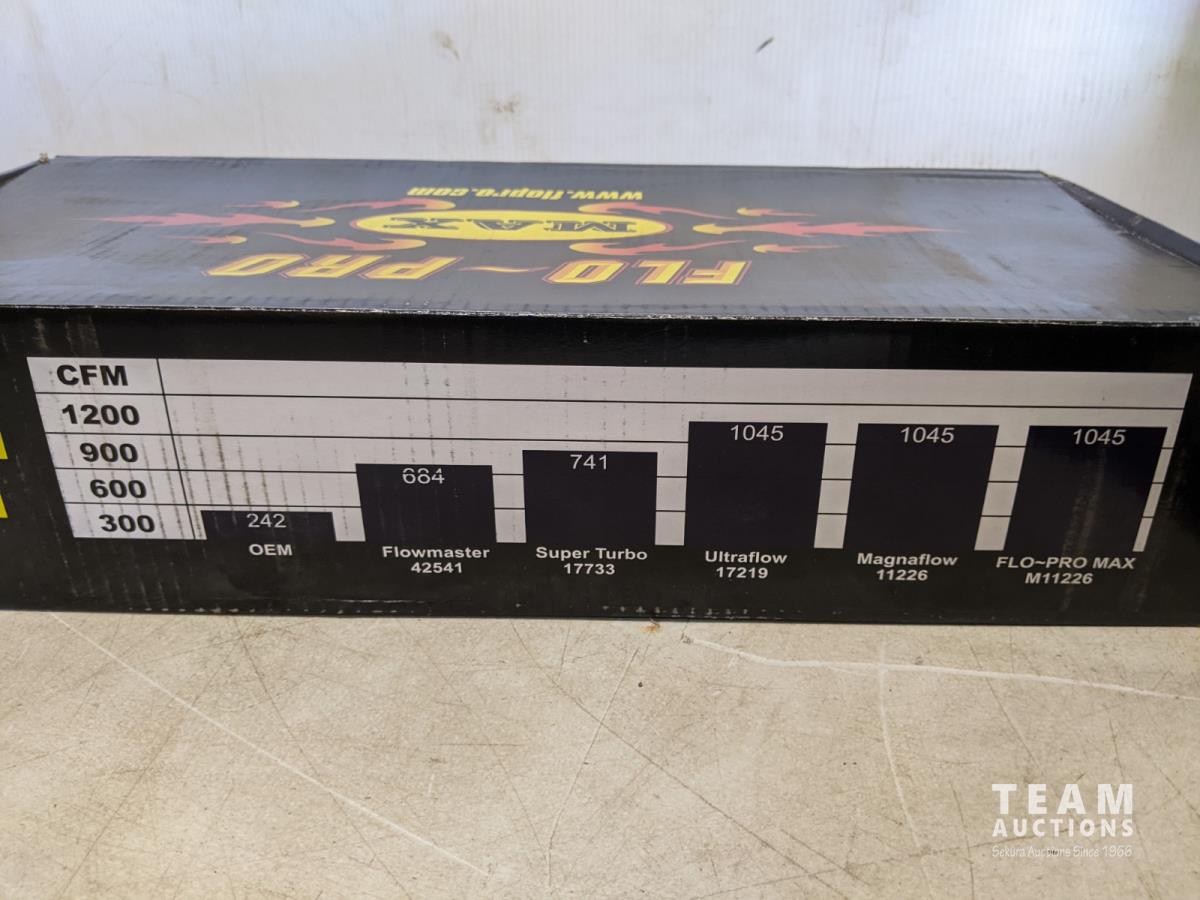 www.flopro.com
MAX
FLO~PRO
CFM
1200
900
600
300
242
684
741
1045
1045
1045
OEM
Flowmaster
42541
Super Turbo
17733
Ultraflow
17219
Magnaflow
11226
FLO~PRO MAX
M11226
TEAM
AUCTIONS
Sekura Auctions Since 1966